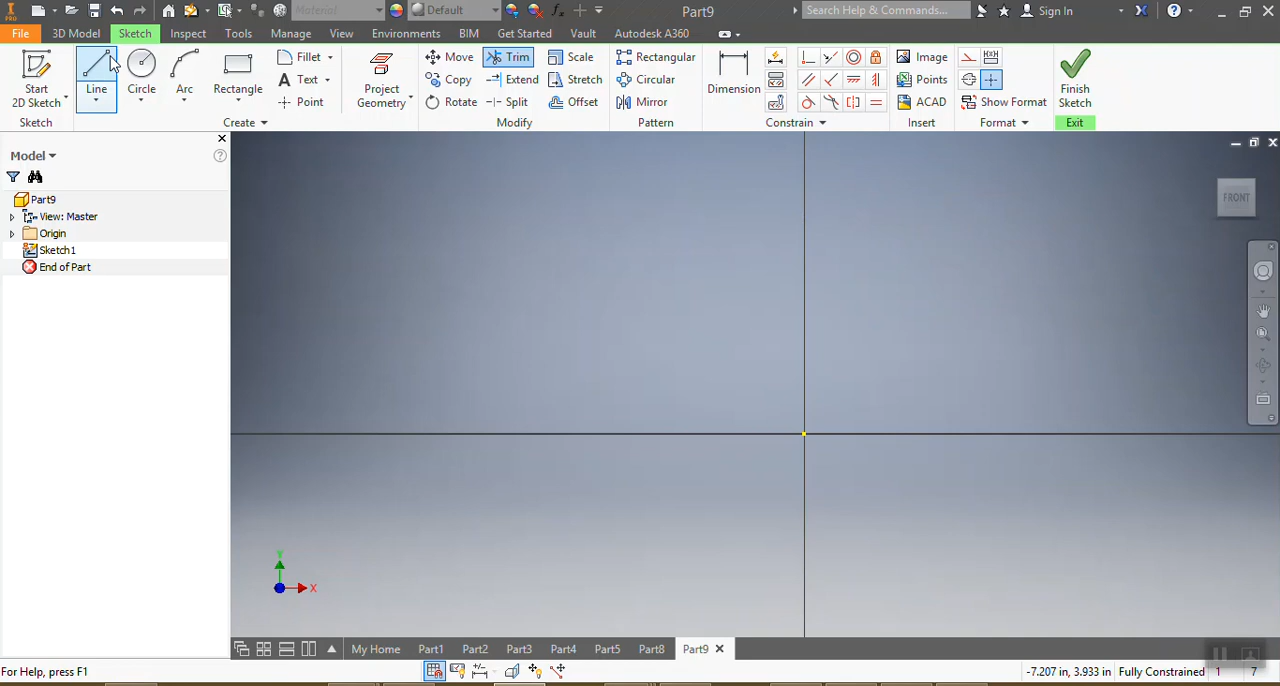 PRO Material Default Part9 Search Help & Commands... Sign In
File 3D Model Sketch Inspect Tools Manage View Environments BIM Get Started Vault Autodesk A360
Start 2D Sketch Line Circle Arc Rectangle Fillet Text Point Project Geometry Move Copy Rotate Trim Extend Split Scale Stretch Offset Rectangular Circular Mirror Dimension Image Points ACAD Show Format Finish Sketch
Sketch Create Modify Pattern Constrain Insert Format Exit
Model
Part9
View: Master
Origin
Sketch1
End of Part
FRONT
Y
X
My Home Part1 Part2 Part3 Part4 Part5 Part8 Part9
For Help, press F1 -7.207 in, 3.933 in Fully Constrained 1 7